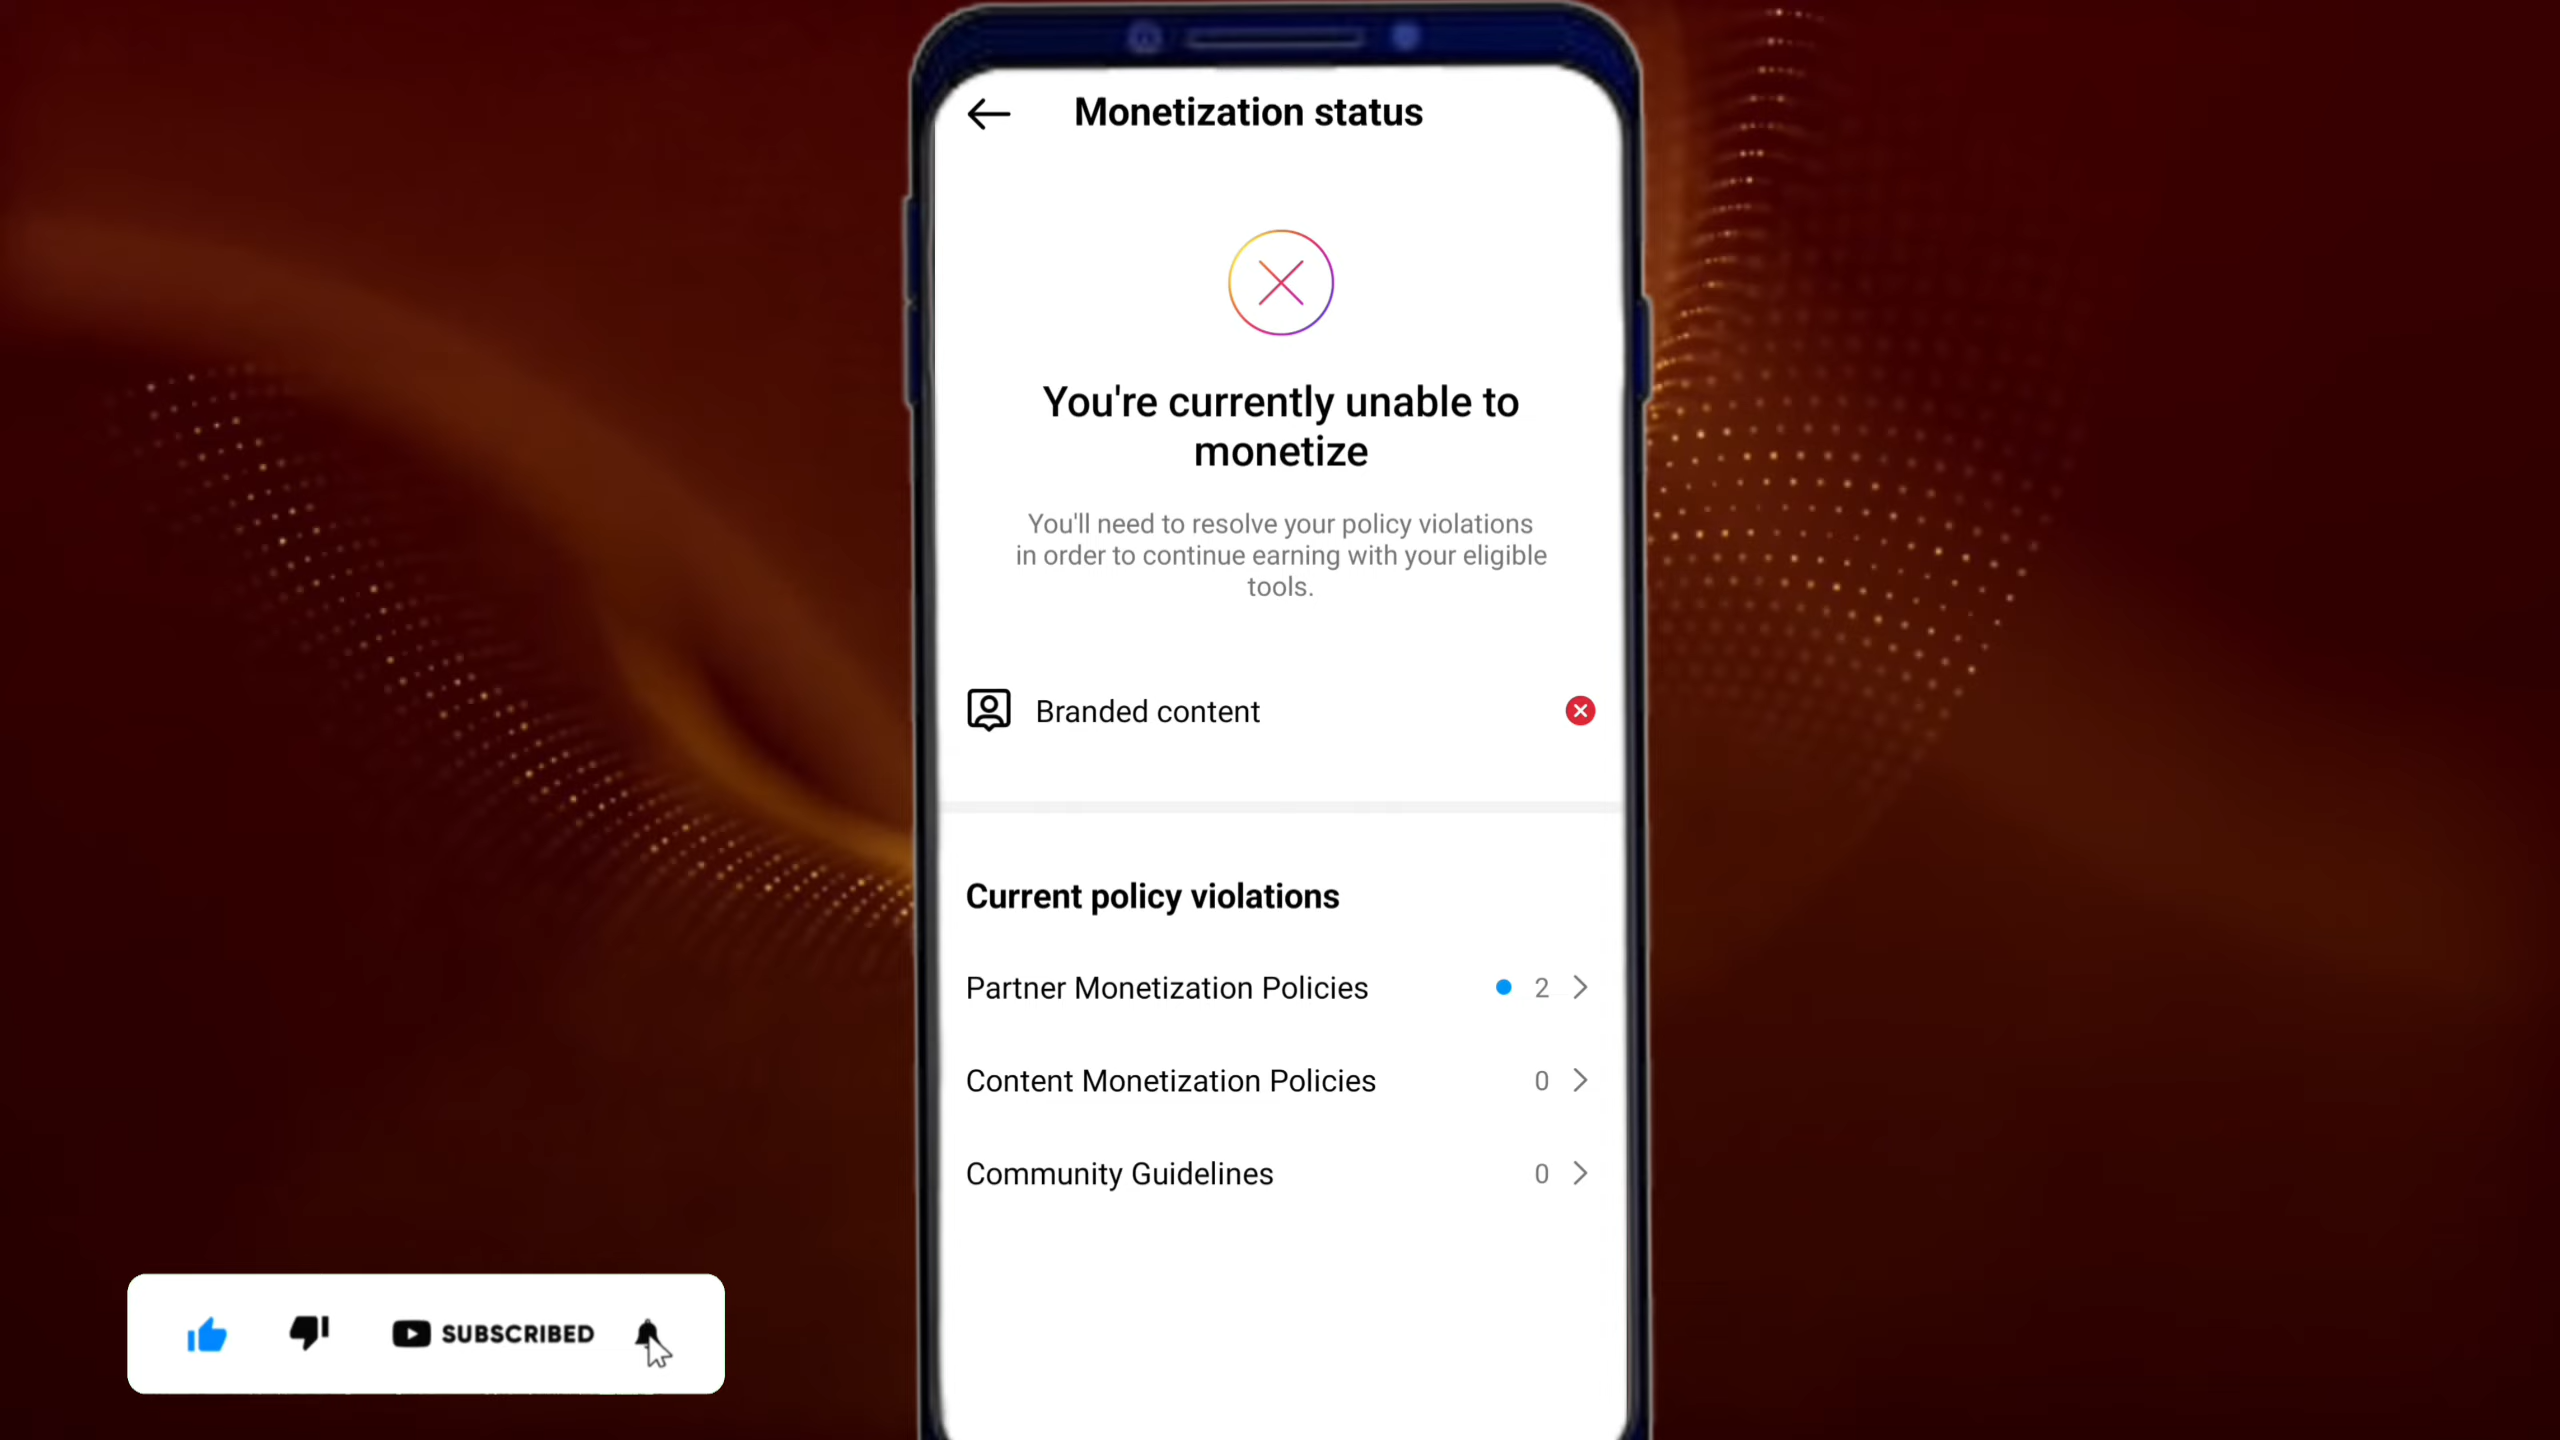 Monetization status
You're currently unable to
monetize
You'll need to resolve your policy violations
in order to continue earning with your eligible
tools.
Branded content
Current policy violations
Partner Monetization Policies 2
Content Monetization Policies 0
Community Guidelines 0
SUBSCRIBED